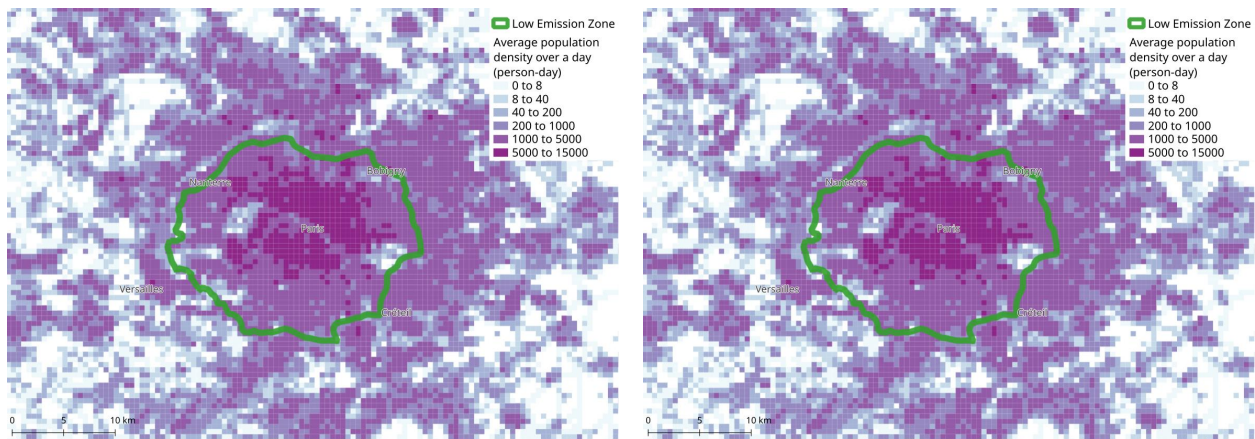 Low Emission Zone
Average population
density over a day
(person-day)
0 to 8
8 to 40
40 to 200
200 to 1000
1000 to 5000
5000 to 15000
Bobigny
Nanterre
Paris
Versailles
Créteil
0 5 10 km
Low Emission Zone
Average population
density over a day
(person-day)
0 to 8
8 to 40
40 to 200
200 to 1000
1000 to 5000
5000 to 15000
Bobigny
Nanterre
Paris
Versailles
Créteil
0 5 10 km